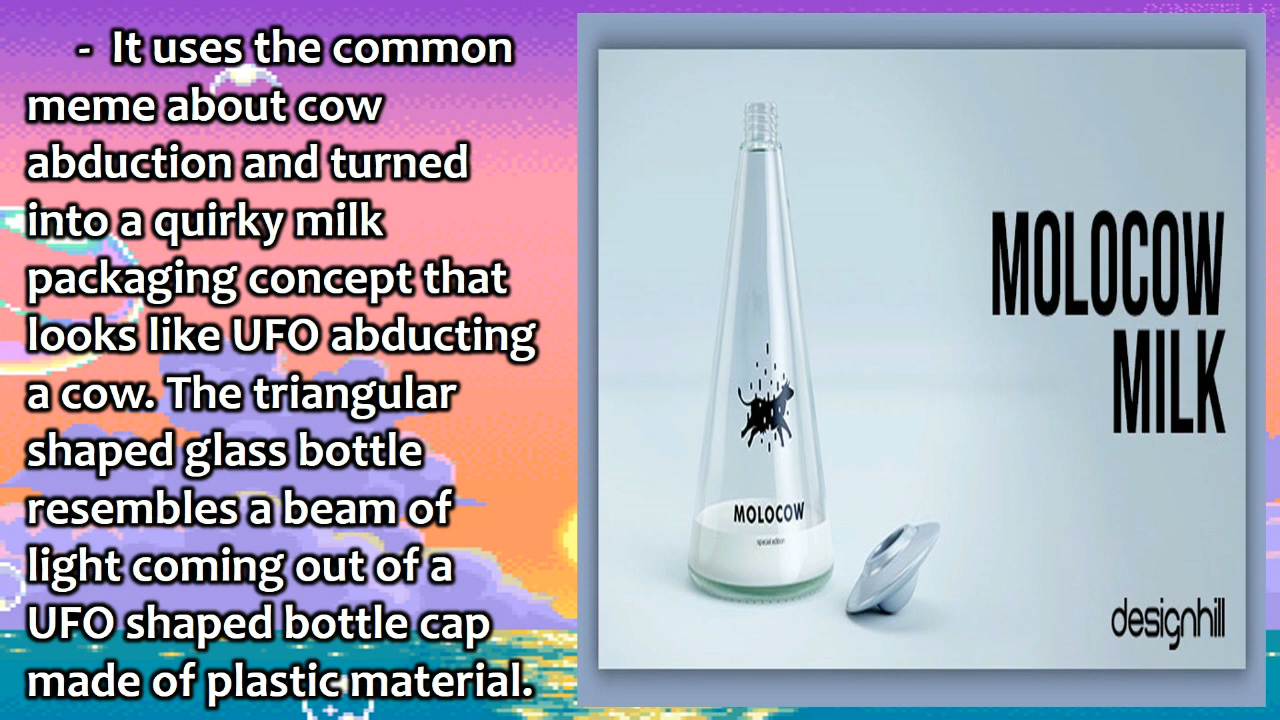 - It uses the common
meme about cow
abduction and turned
into a quirky milk
packaging concept that
looks like UFO abducting
a cow. The triangular
shaped glass bottle
resembles a beam of
light coming out of a
UFO shaped bottle cap
made of plastic material.
MOLOCOW
MILK
MOLOCOW
special edition
designhill